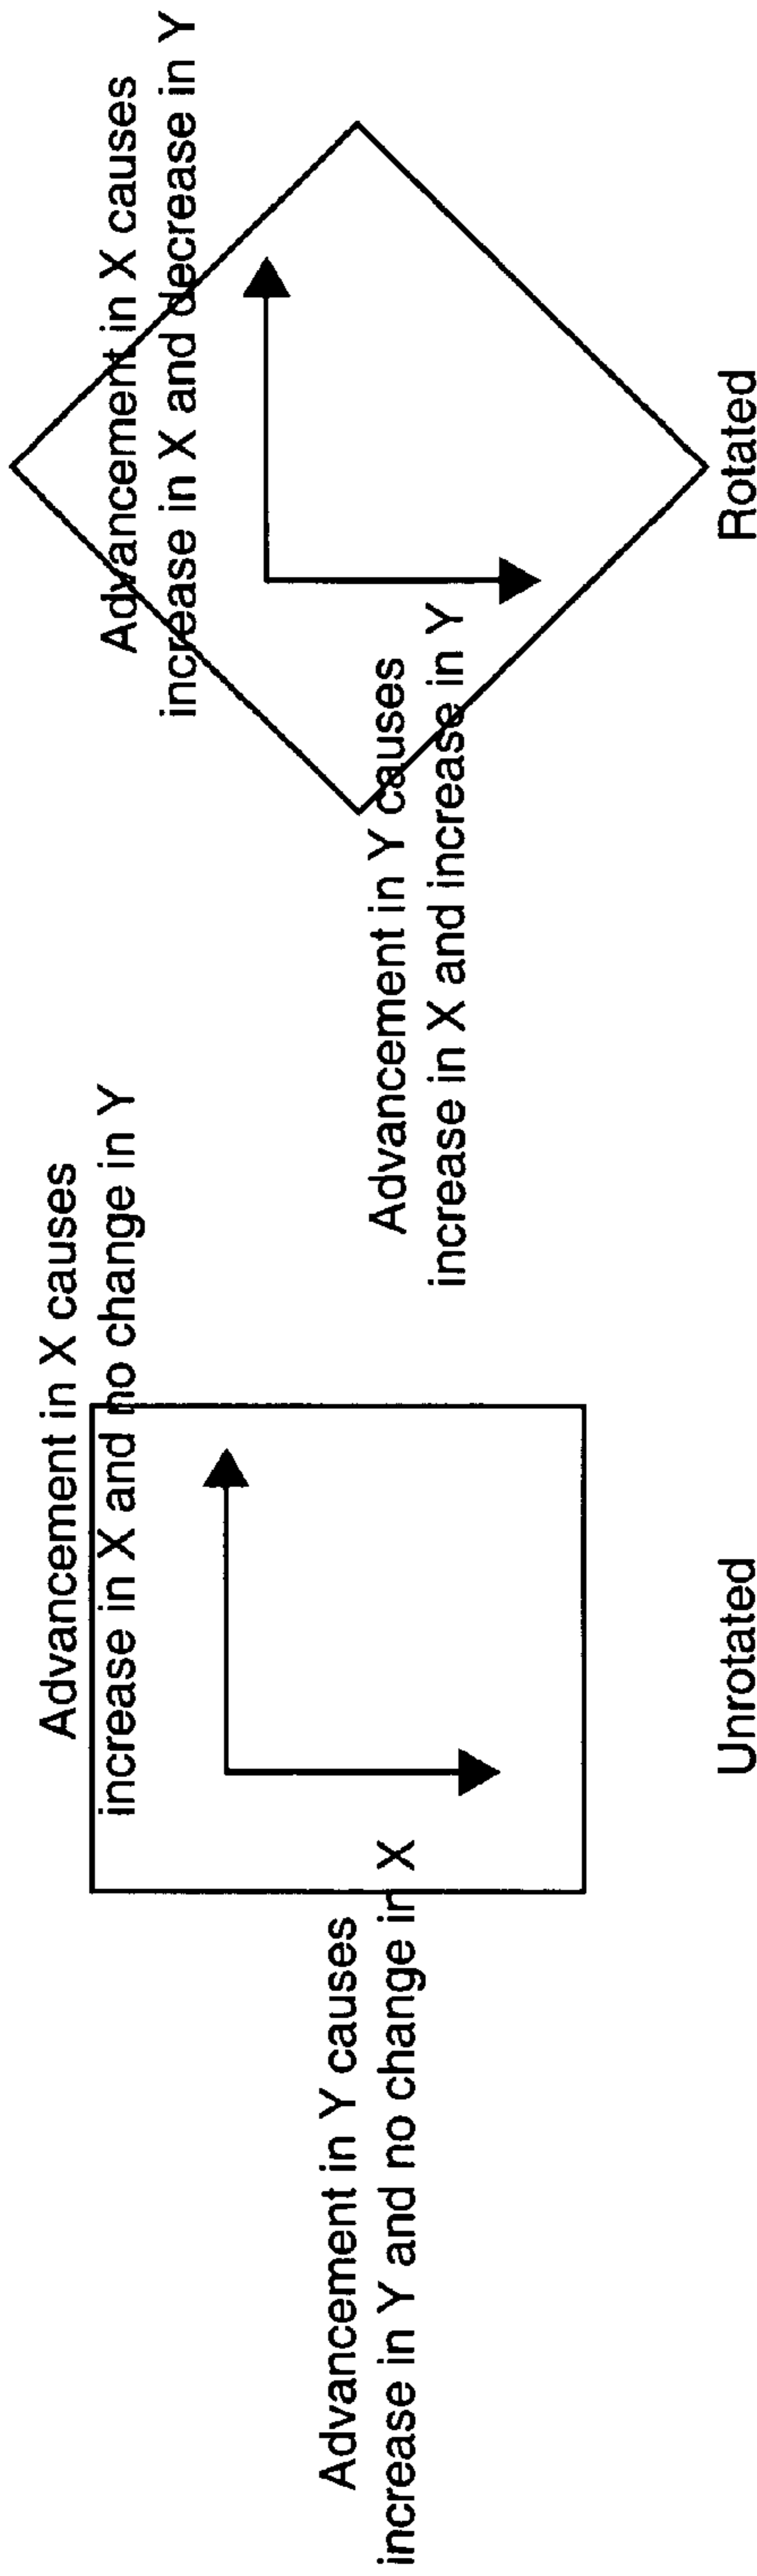 Advancement in X causes
increase in X and no change in Y
Advancement in Y causes
increase in Y and no change in X
Unrotated
Advancement in X causes
increase in X and decrease in Y
Advancement in Y causes
increase in X and increase in Y
Rotated